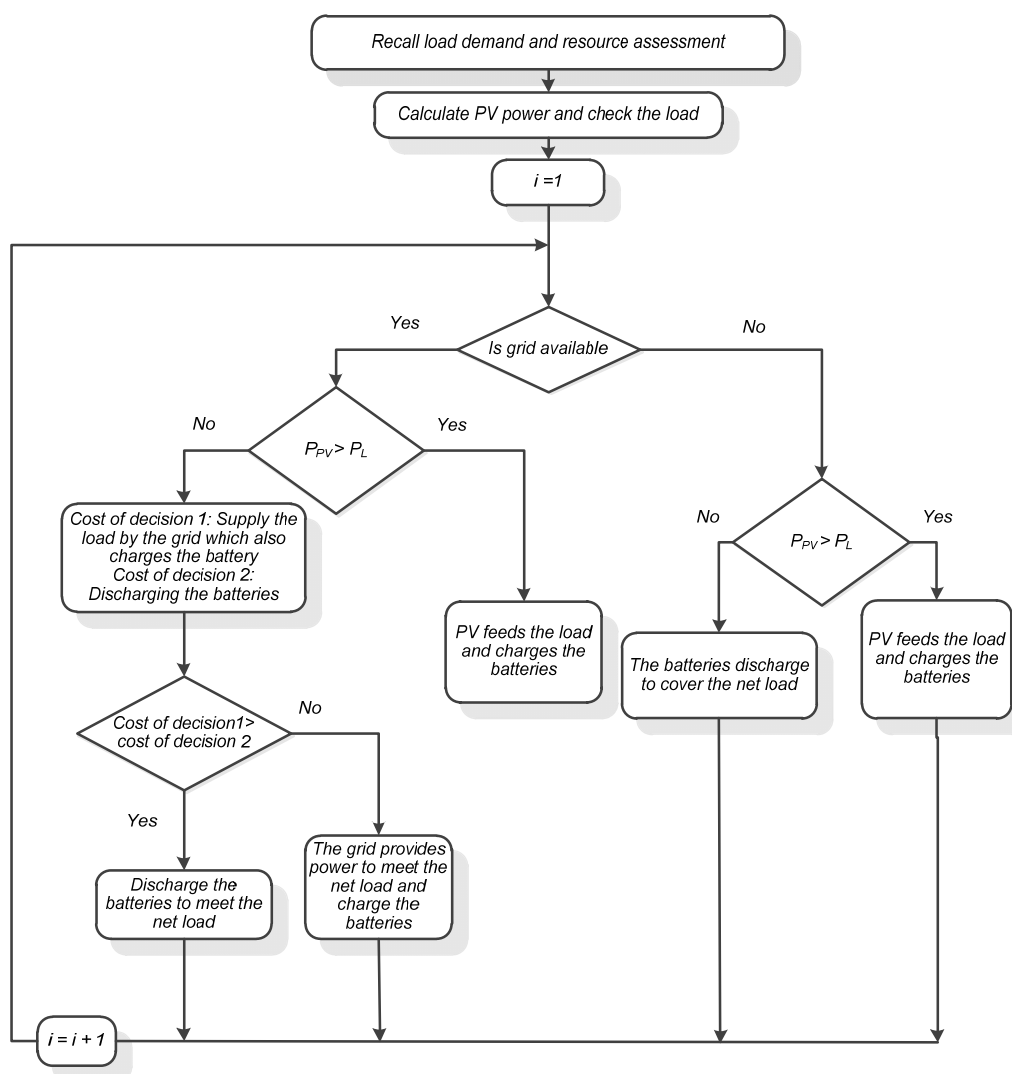 Recall load demand and resource assessment
Calculate PV power and check the load
i =1
Is grid available
Yes
No
P_PV > P_L
No
Yes
Cost of decision 1: Supply the
load by the grid which also
charges the battery
Cost of decision 2:
Discharging the batteries
PV feeds the load
and charges the
batteries
P_PV > P_L
No
Yes
The batteries discharge
to cover the net load
PV feeds the load
and charges the
batteries
Cost of decision1>
cost of decision 2
No
Yes
Discharge the
batteries to meet the
net load
The grid provides
power to meet the
net load and
charge the
batteries
i = i + 1